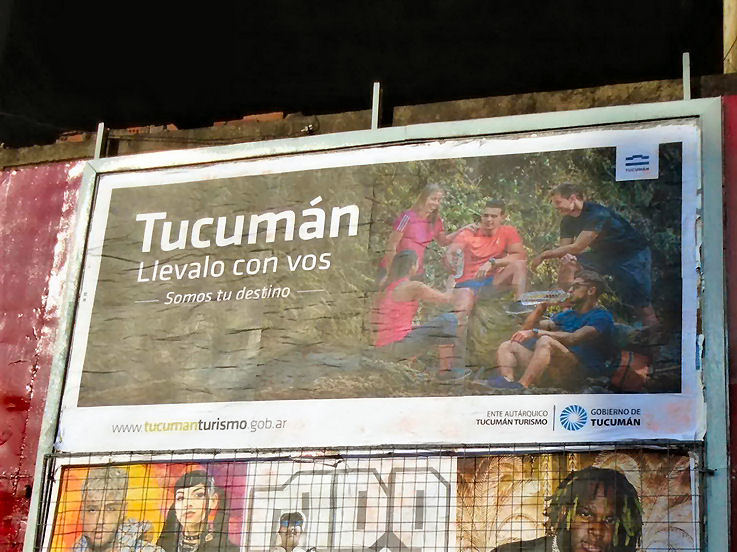 TUCUMÁN
Tucumán
Llevalo con vos
Somos tu destino
www.tucumanturismo.gob.ar
ENTE AUTÁRQUICO
TUCUMÁN TURISMO
GOBIERNO DE
TUCUMÁN